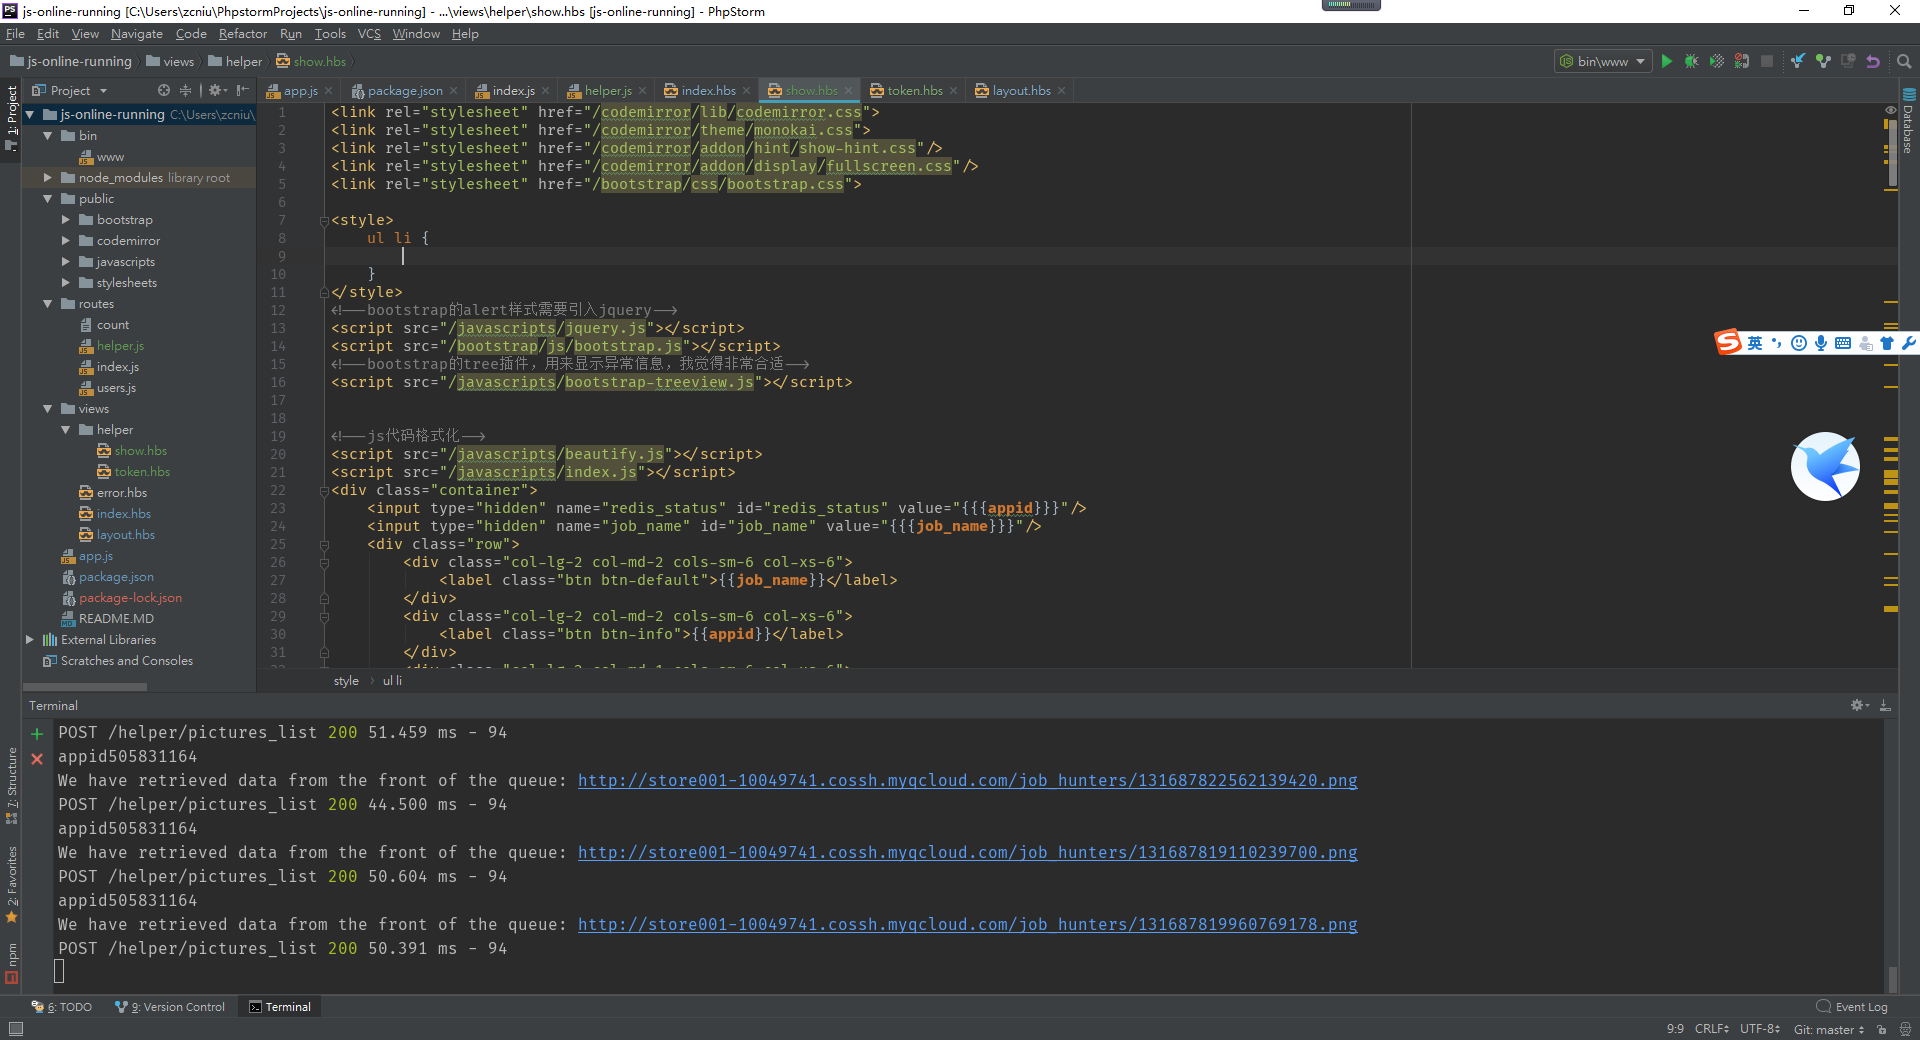 js-online-running [C:\Users\zcniu\PhpstormProjects\js-online-running] - ...\views\helper\show.hbs [js-online-running] - PhpStorm
File Edit View Navigate Code Refactor Run Tools VCS Window Help
js-online-running views helper show.hbs
bin\www
Project
app.js package.json index.js helper.js index.hbs show.hbs token.hbs layout.hbs
1: Project
7: Structure
2: Favorites
npm
Database
js-online-running C:\Users\zcniu\
bin
www
node_modules library root
public
bootstrap
codemirror
javascripts
stylesheets
routes
count
helper.js
index.js
users.js
views
helper
show.hbs
token.hbs
error.hbs
index.hbs
layout.hbs
app.js
package.json
package-lock.json
README.MD
External Libraries
Scratches and Consoles
1 <link rel="stylesheet" href="/codemirror/lib/codemirror.css">
2 <link rel="stylesheet" href="/codemirror/theme/monokai.css">
3 <link rel="stylesheet" href="/codemirror/addon/hint/show-hint.css"/>
4 <link rel="stylesheet" href="/codemirror/addon/display/fullscreen.css"/>
5 <link rel="stylesheet" href="/bootstrap/css/bootstrap.css">
6
7 <style>
8 ul li {
9
10 }
11 </style>
12 <!--bootstrap的alert样式需要引入jquery-->
13 <script src="/javascripts/jquery.js"></script>
14 <script src="/bootstrap/js/bootstrap.js"></script>
15 <!--bootstrap的tree插件，用来显示异常信息，我觉得非常合适-->
16 <script src="/javascripts/bootstrap-treeview.js"></script>
17
18
19 <!--js代码格式化-->
20 <script src="/javascripts/beautify.js"></script>
21 <script src="/javascripts/index.js"></script>
22 <div class="container">
23 <input type="hidden" name="redis_status" id="redis_status" value="{{{appid}}}"/>
24 <input type="hidden" name="job_name" id="job_name" value="{{{job_name}}}"/>
25 <div class="row">
26 <div class="col-lg-2 col-md-2 cols-sm-6 col-xs-6">
27 <label class="btn btn-default">{{job_name}}</label>
28 </div>
29 <div class="col-lg-2 col-md-2 cols-sm-6 col-xs-6">
30 <label class="btn btn-info">{{appid}}</label>
31 </div>
style ul li
英
Terminal
POST /helper/pictures_list 200 51.459 ms - 94
appid505831164
We have retrieved data from the front of the queue: http://store001-10049741.cossh.myqcloud.com/job_hunters/131687822562139420.png
POST /helper/pictures_list 200 44.500 ms - 94
appid505831164
We have retrieved data from the front of the queue: http://store001-10049741.cossh.myqcloud.com/job_hunters/131687819110239700.png
POST /helper/pictures_list 200 50.604 ms - 94
appid505831164
We have retrieved data from the front of the queue: http://store001-10049741.cossh.myqcloud.com/job_hunters/131687819960769178.png
POST /helper/pictures_list 200 50.391 ms - 94
6: TODO 9: Version Control Terminal Event Log
9:9 CRLF UTF-8 Git: master